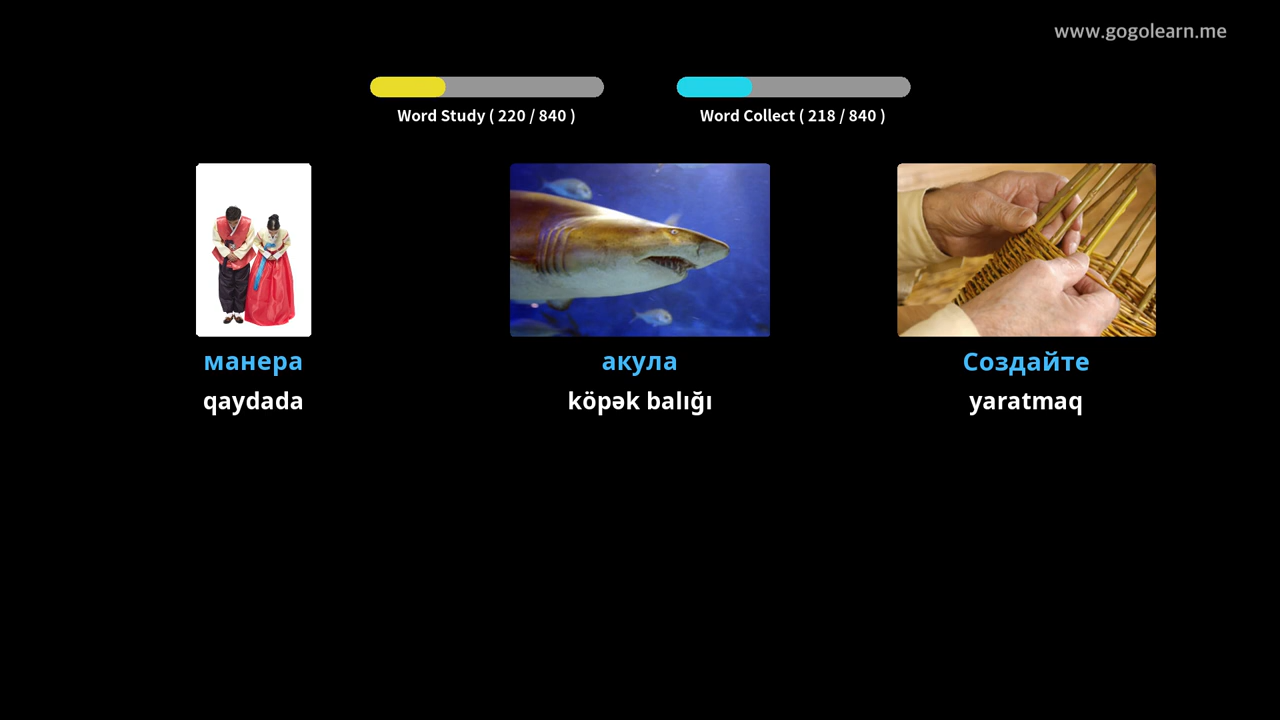 www.gogolearn.me
Word Study ( 220 / 840 )
Word Collect ( 218 / 840 )
манера
акула
Создайте
qaydada
köpək balığı
yaratmaq